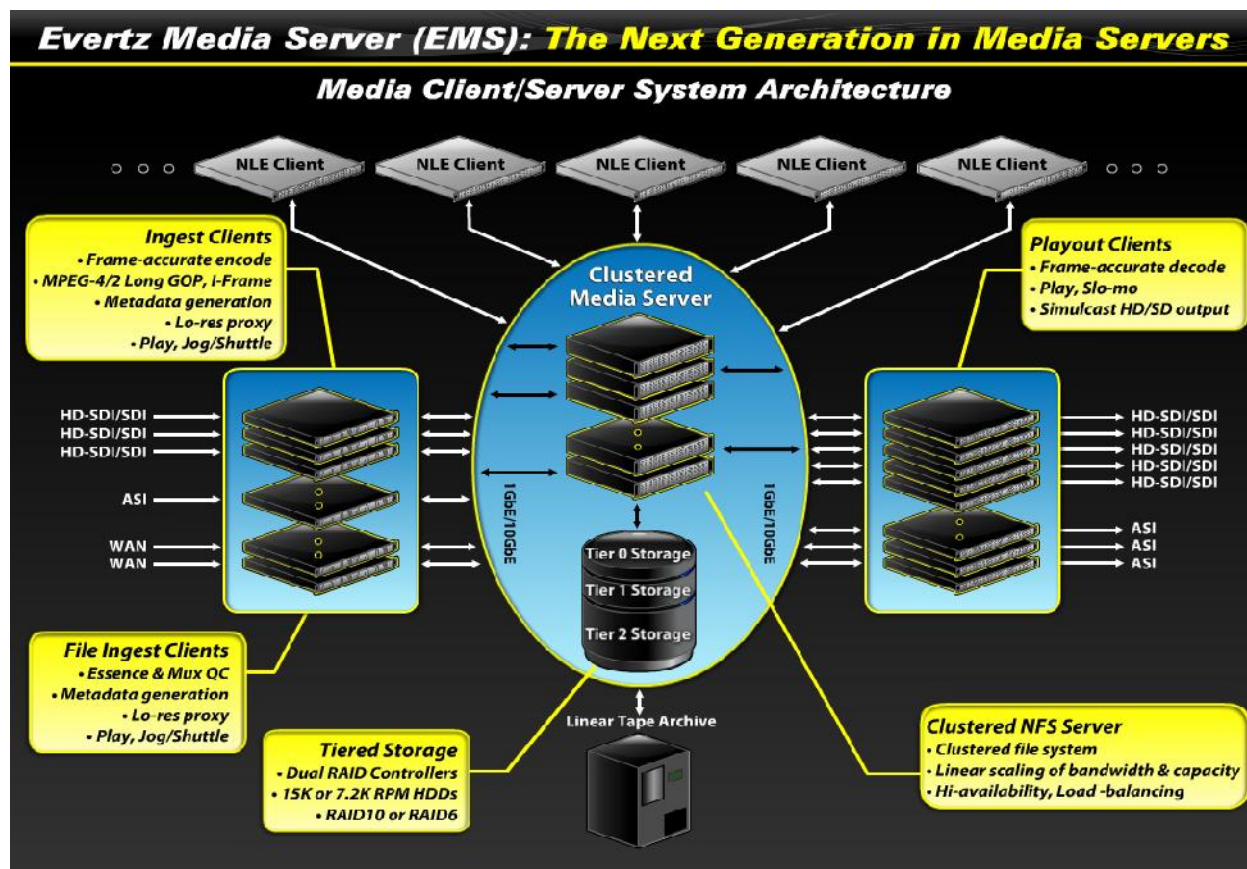 Evertz Media Server (EMS): The Next Generation in Media Servers
Media Client/Server System Architecture
NLE Client
NLE Client
NLE Client
NLE Client
NLE Client
Ingest Clients
• Frame-accurate encode
• MPEG-4/2 Long GOP, I-Frame
• Metadata generation
• Lo-res proxy
• Play, Jog/Shuttle
Clustered
Media Server
Playout Clients
• Frame-accurate decode
• Play, Slo-mo
• Simulcast HD/SD output
HD-SDI/SDI
HD-SDI/SDI
HD-SDI/SDI
ASI
WAN
WAN
1GbE/10GbE
1GbE/10GbE
HD-SDI/SDI
HD-SDI/SDI
HD-SDI/SDI
HD-SDI/SDI
HD-SDI/SDI
ASI
ASI
ASI
Tier 0 Storage
Tier 1 Storage
Tier 2 Storage
File Ingest Clients
• Essence & Mux QC
• Metadata generation
• Lo-res proxy
• Play, Jog/Shuttle
Linear Tape Archive
Tiered Storage
• Dual RAID Controllers
• 15K or 7.2K RPM HDDs
• RAID10 or RAID6
Clustered NFS Server
• Clustered file system
• Linear scaling of bandwidth & capacity
• Hi-availability, Load -balancing